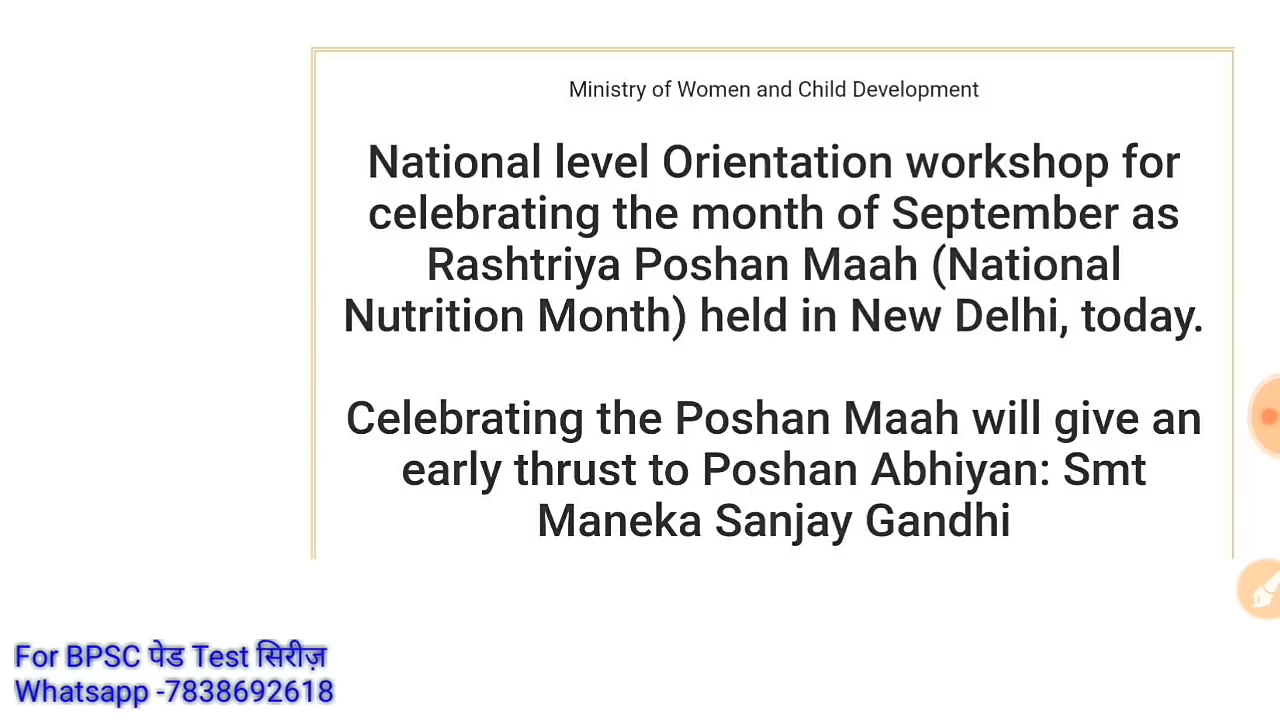 Ministry of Women and Child Development
National level Orientation workshop for
celebrating the month of September as
Rashtriya Poshan Maah (National
Nutrition Month) held in New Delhi, today.
Celebrating the Poshan Maah will give an
early thrust to Poshan Abhiyan: Smt
Maneka Sanjay Gandhi
For BPSC पेड Test सिरीज़
Whatsapp -7838692618